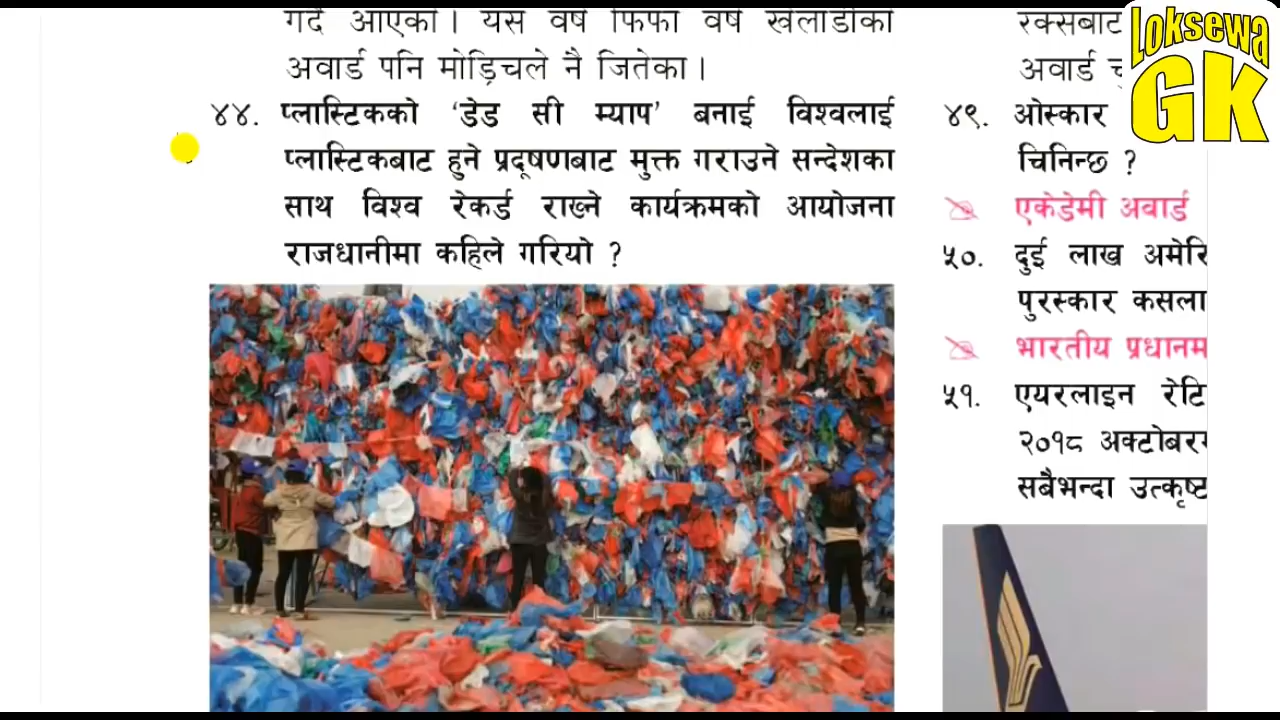 गर्दै आएको। यस वर्ष फिफा वर्ष खेलाडीको
अवार्ड पनि मोड्रिचले नै जितेका।
४४. प्लास्टिकको 'डेड सी म्याप' बनाई विश्वलाई
प्लास्टिकबाट हुने प्रदूषणबाट मुक्त गराउने सन्देशका
साथ विश्व रेकर्ड राख्ने कार्यक्रमको आयोजना
राजधानीमा कहिले गरियो ?
रक्सबाट
अवार्ड
४९. ओस्कार
चिनिन्छ ?
एकेडेमी अवार्ड
५०. दुई लाख
पुरस्कार
भारतीय
५१. एयरलाइन
२०१८
सबैभन्दा उत्कृष्ट
Loksewa
GK